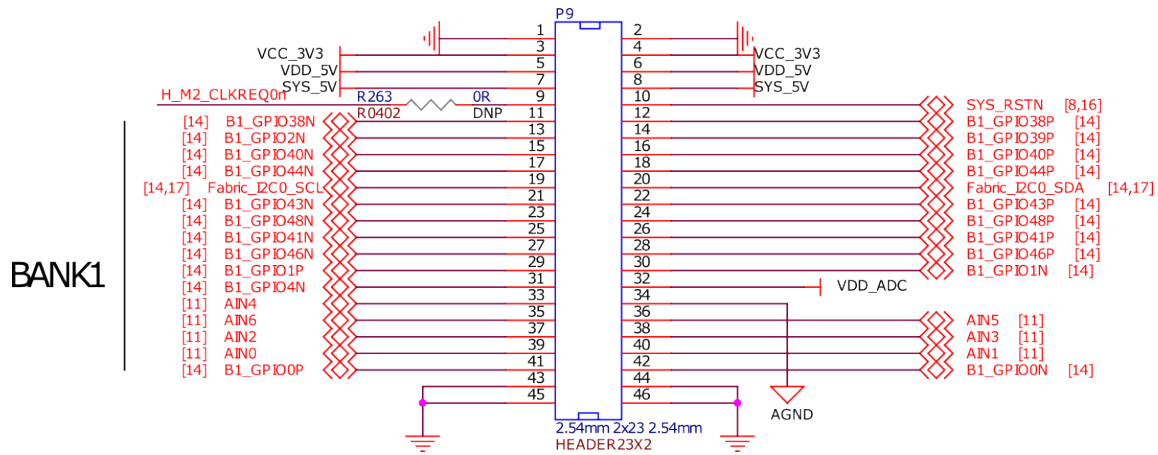 P9
1 2
VCC_3V3 3 4 VCC_3V3
VDD_5V 5 6 VDD_5V
SYS_5V 7 8 SYS_5V
H_M2_CLKREQ0n R263 0R 9 10 SYS_RSTN [8,16]
R0402 DNP
[14] B1_GPIO38N 11 12 B1_GPIO38P [14]
[14] B1_GPIO2N 13 14 B1_GPIO39P [14]
[14] B1_GPIO40N 15 16 B1_GPIO40P [14]
[14] B1_GPIO44N 17 18 B1_GPIO44P [14]
[14,17] Fabric_I2C0_SCL 19 20 Fabric_I2C0_SDA [14,17]
[14] B1_GPIO43N 21 22 B1_GPIO43P [14]
[14] B1_GPIO48N 23 24 B1_GPIO48P [14]
[14] B1_GPIO41N 25 26 B1_GPIO41P [14]
[14] B1_GPIO46N 27 28 B1_GPIO46P [14]
BANK1
[14] B1_GPIO1P 29 30 B1_GPIO1N [14]
[14] B1_GPIO4N 31 32 VDD_ADC
[11] AIN4 33 34
[11] AIN6 35 36 AIN5 [11]
[11] AIN2 37 38 AIN3 [11]
[11] AIN0 39 40 AIN1 [11]
[14] B1_GPIO0P 41 42 B1_GPIO0N [14]
43 44
45 46
AGND
2.54mm 2x23 2.54mm
HEADER23X2